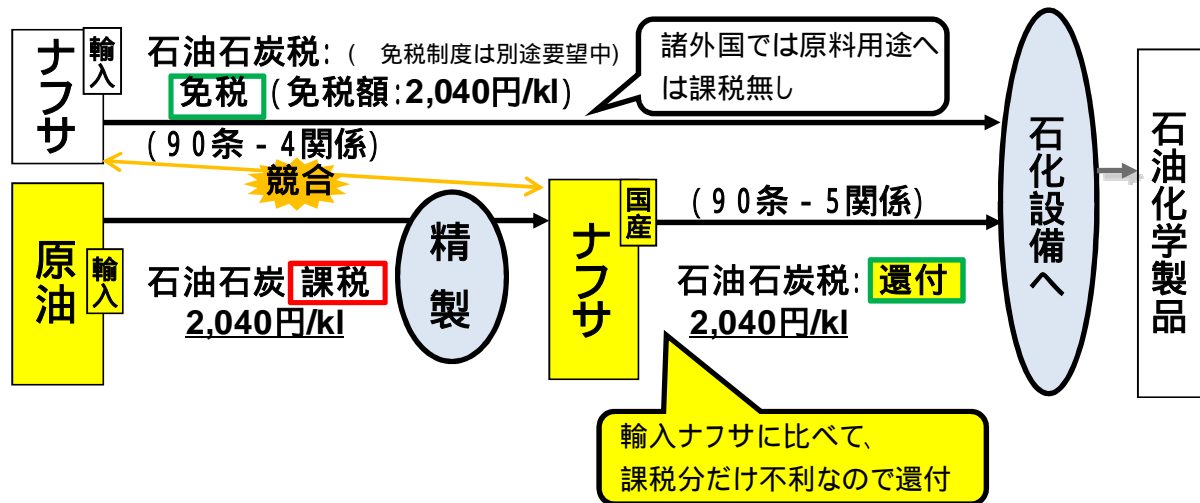 ナフサ
輸入
石油石炭税: (　免税制度は別途要望中)
免税 (免税額:2,040円/kl)
諸外国では原料用途へ
は課税無し
(９０条－４関係)
競合
原油
輸入
石油石炭 課税
2,040円/kl
精製
ナフサ
国産
(９０条－５関係)
石油石炭税: 還付
2,040円/kl
輸入ナフサに比べて、
課税分だけ不利なので還付
石化設備へ
石油化学製品